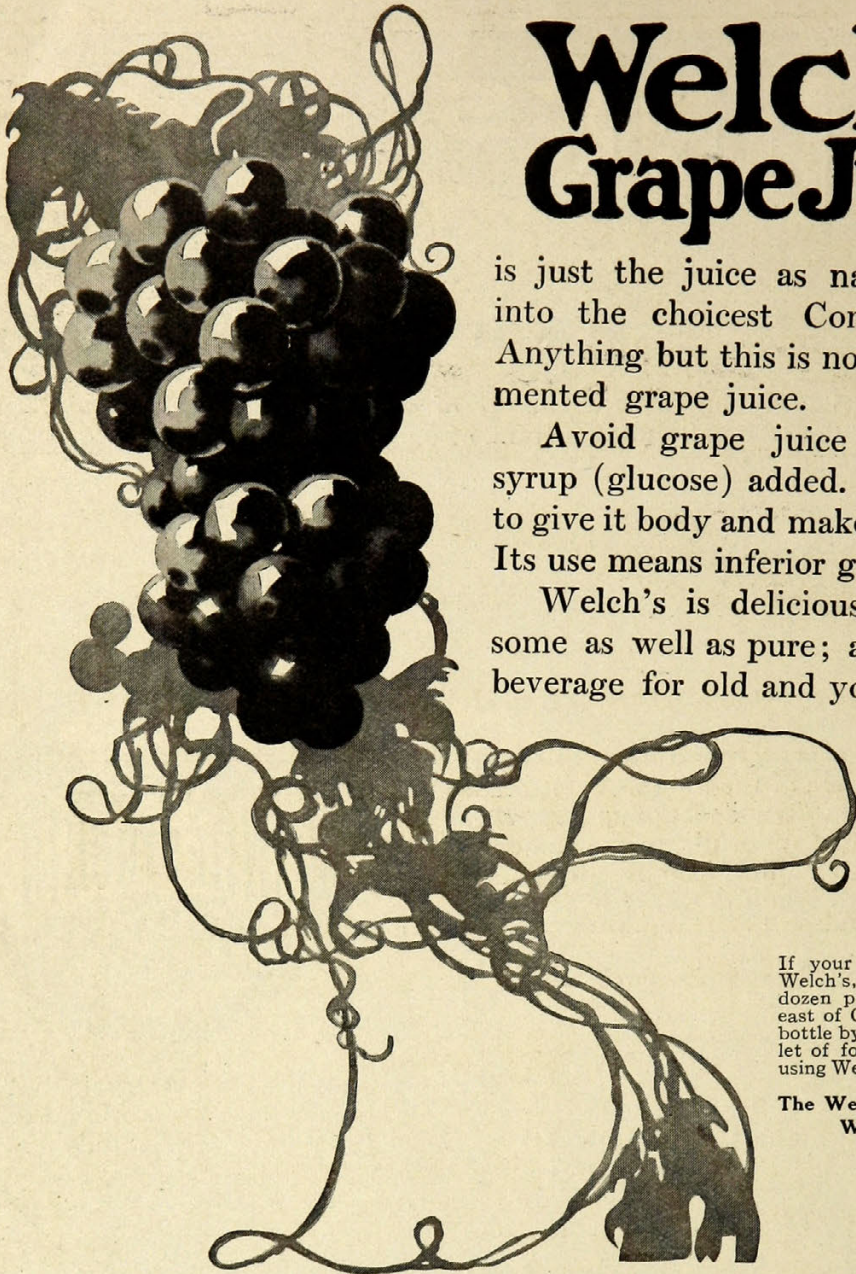 Welc
Grape J
is just the juice as na
into the choicest Con
Anything but this is no
mented grape juice.
Avoid grape juice
syrup (glucose) added.
to give it body and make
Its use means inferior g
Welch's is delicious
some as well as pure; a
beverage for old and yo
If your
Welch's,
dozen p
east of O
bottle by
let of fo
using We
The We
W